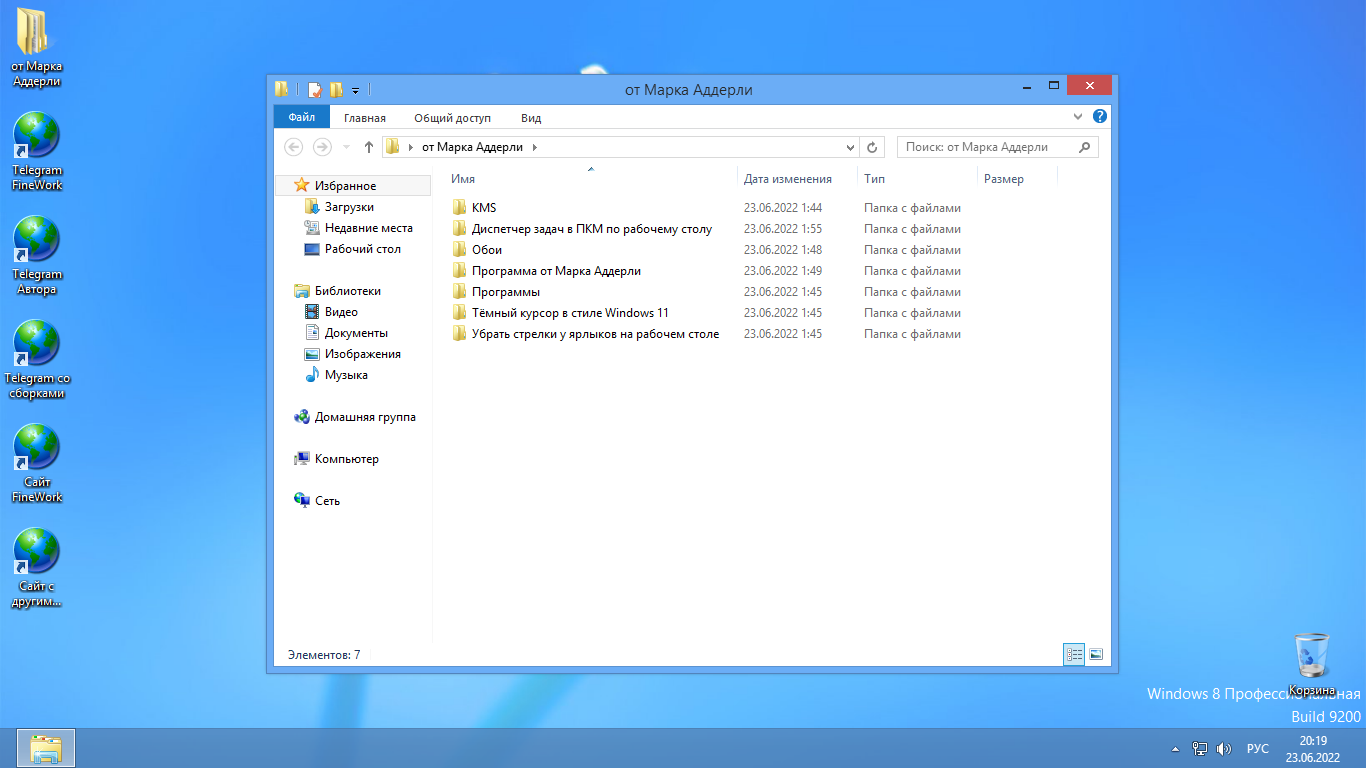 от Марка
Аддерли
Telegram
FineWork
Telegram
Автора
Telegram со
сборками
Сайт
FineWork
Сайт с
другим...
от Марка Аддерли
Файл
Главная
Общий доступ
Вид
от Марка Аддерли
Поиск: от Марка Аддерли
Избранное
Загрузки
Недавние места
Рабочий стол
Библиотеки
Видео
Документы
Изображения
Музыка
Домашняя группа
Компьютер
Сеть
Имя Дата изменения Тип Размер
KMS 23.06.2022 1:44 Папка с файлами
Диспетчер задач в ПКМ по рабочему столу 23.06.2022 1:55 Папка с файлами
Обои 23.06.2022 1:48 Папка с файлами
Программа от Марка Аддерли 23.06.2022 1:49 Папка с файлами
Программы 23.06.2022 1:45 Папка с файлами
Тёмный курсор в стиле Windows 11 23.06.2022 1:45 Папка с файлами
Убрать стрелки у ярлыков на рабочем столе 23.06.2022 1:45 Папка с файлами
Элементов: 7
Корзина
Windows 8 Профессиональная
Build 9200
РУС
20:19
23.06.2022